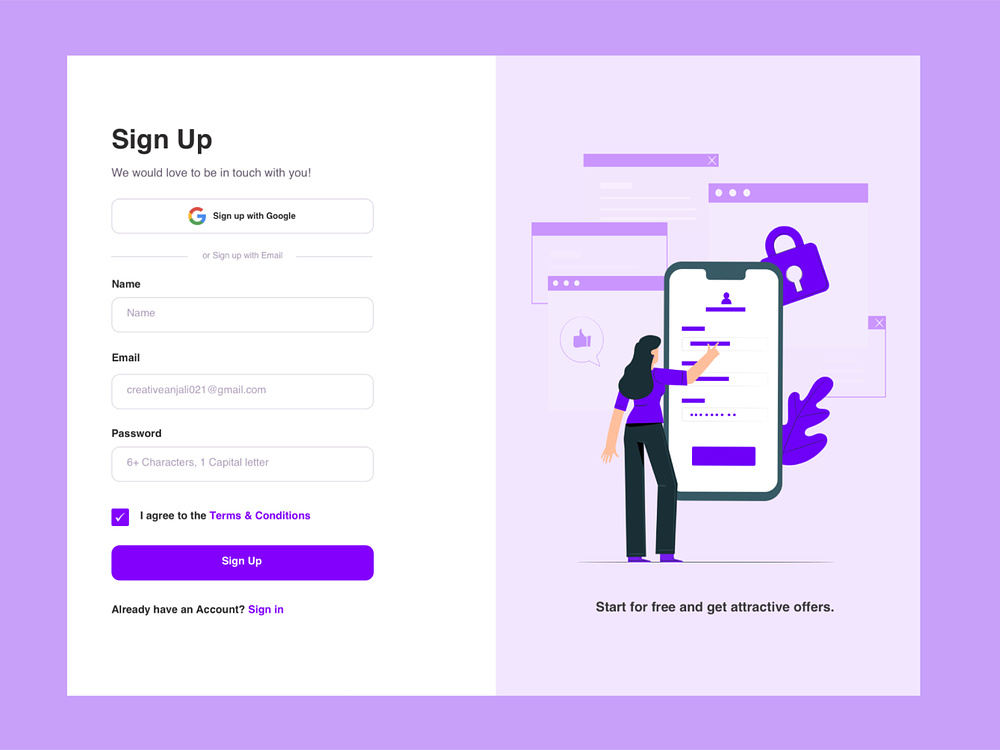 Sign Up
We would love to be in touch with you!
Sign up with Google
or Sign up with Email
Name
Name
Email
creativeanjali021@gmail.com
Password
6+ Characters, 1 Capital letter
I agree to the Terms & Conditions
Sign Up
Already have an Account? Sign in
Start for free and get attractive offers.